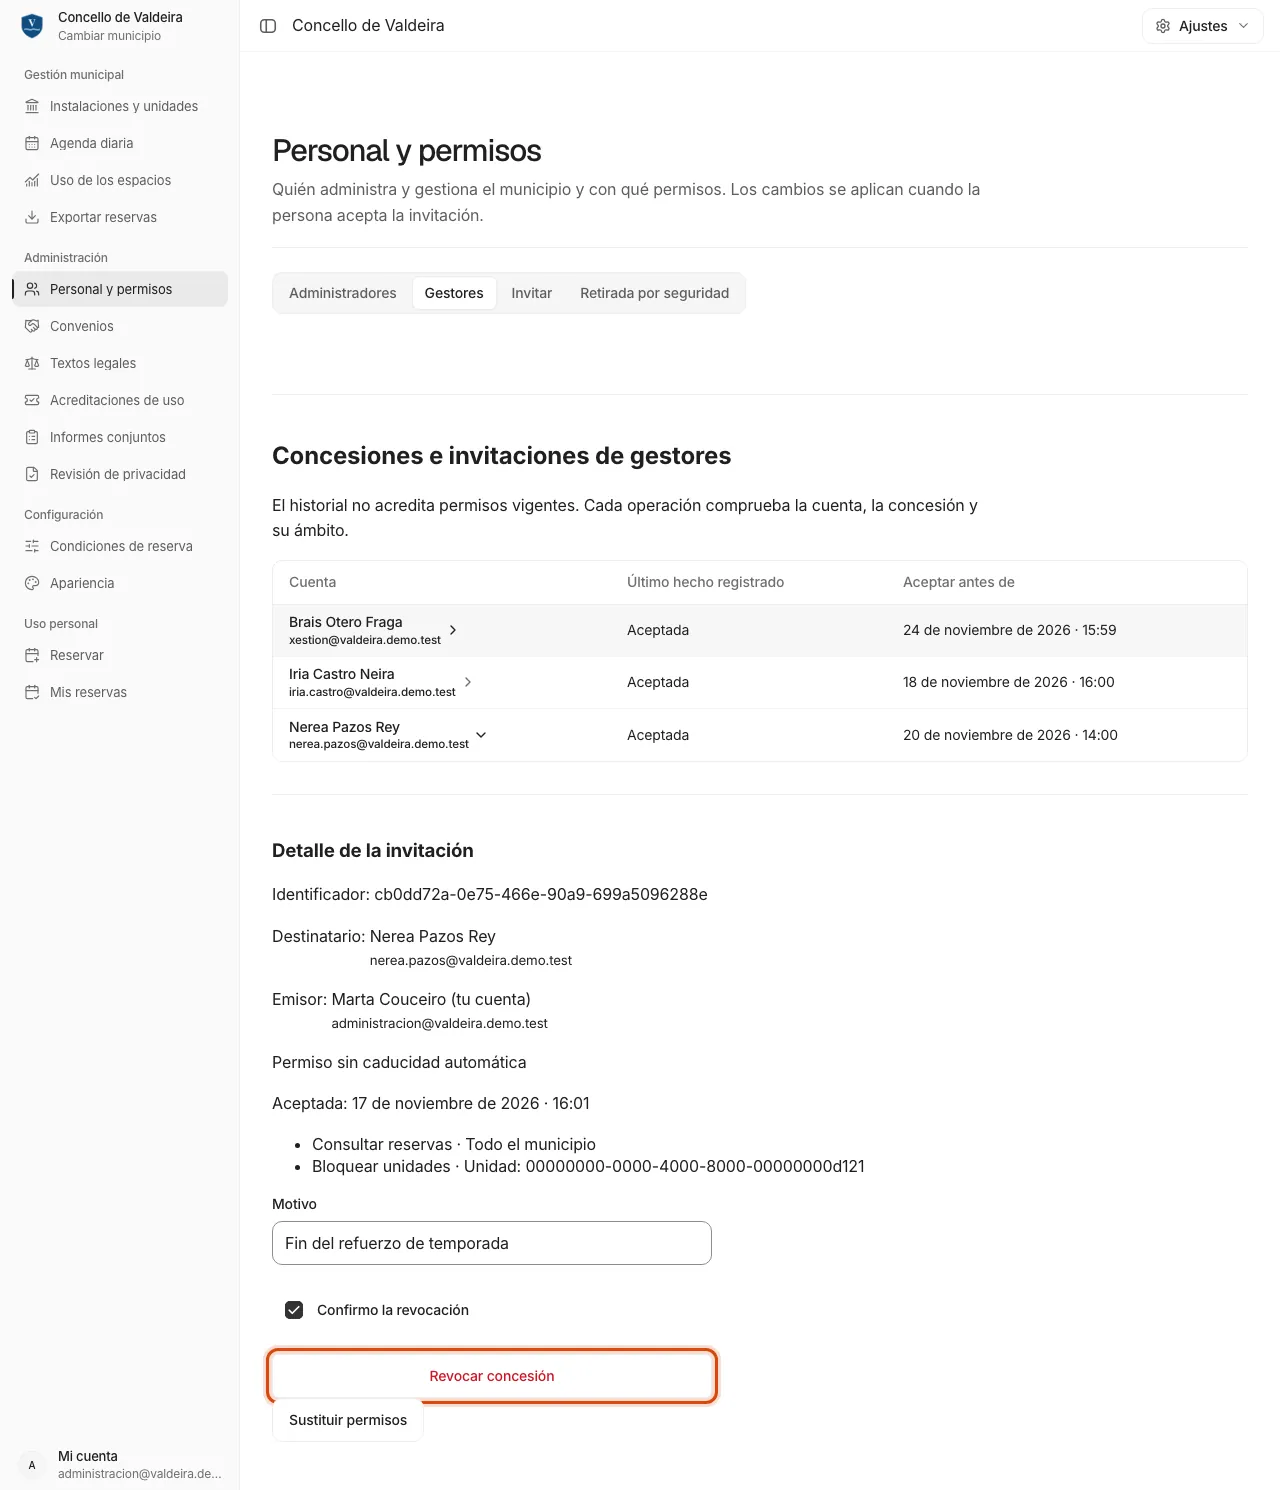 Concello de Valdeira
Cambiar municipio
Gestión municipal
Instalaciones y unidades
Agenda diaria
Uso de los espacios
Exportar reservas
Administración
Personal y permisos
Convenios
Textos legales
Acreditaciones de uso
Informes conjuntos
Revisión de privacidad
Configuración
Condiciones de reserva
Apariencia
Uso personal
Reservar
Mis reservas
A
Mi cuenta
administracion@valdeira.de...
Concello de Valdeira
Ajustes
Personal y permisos
Quién administra y gestiona el municipio y con qué permisos. Los cambios se aplican cuando la
persona acepta la invitación.
Administradores Gestores Invitar Retirada por seguridad
Concesiones e invitaciones de gestores
El historial no acredita permisos vigentes. Cada operación comprueba la cuenta, la concesión y
su ámbito.
Cuenta Último hecho registrado Aceptar antes de
Brais Otero Fraga
xestion@valdeira.demo.test
Aceptada 24 de noviembre de 2026 · 15:59
Iria Castro Neira
iria.castro@valdeira.demo.test
Aceptada 18 de noviembre de 2026 · 16:00
Nerea Pazos Rey
nerea.pazos@valdeira.demo.test
Aceptada 20 de noviembre de 2026 · 14:00
Detalle de la invitación
Identificador: cb0dd72a-0e75-466e-90a9-699a5096288e
Destinatario: Nerea Pazos Rey
nerea.pazos@valdeira.demo.test
Emisor: Marta Couceiro (tu cuenta)
administracion@valdeira.demo.test
Permiso sin caducidad automática
Aceptada: 17 de noviembre de 2026 · 16:01
• Consultar reservas · Todo el municipio
• Bloquear unidades · Unidad: 00000000-0000-4000-8000-00000000d121
Motivo
Fin del refuerzo de temporada
Confirmo la revocación
Revocar concesión
Sustituir permisos